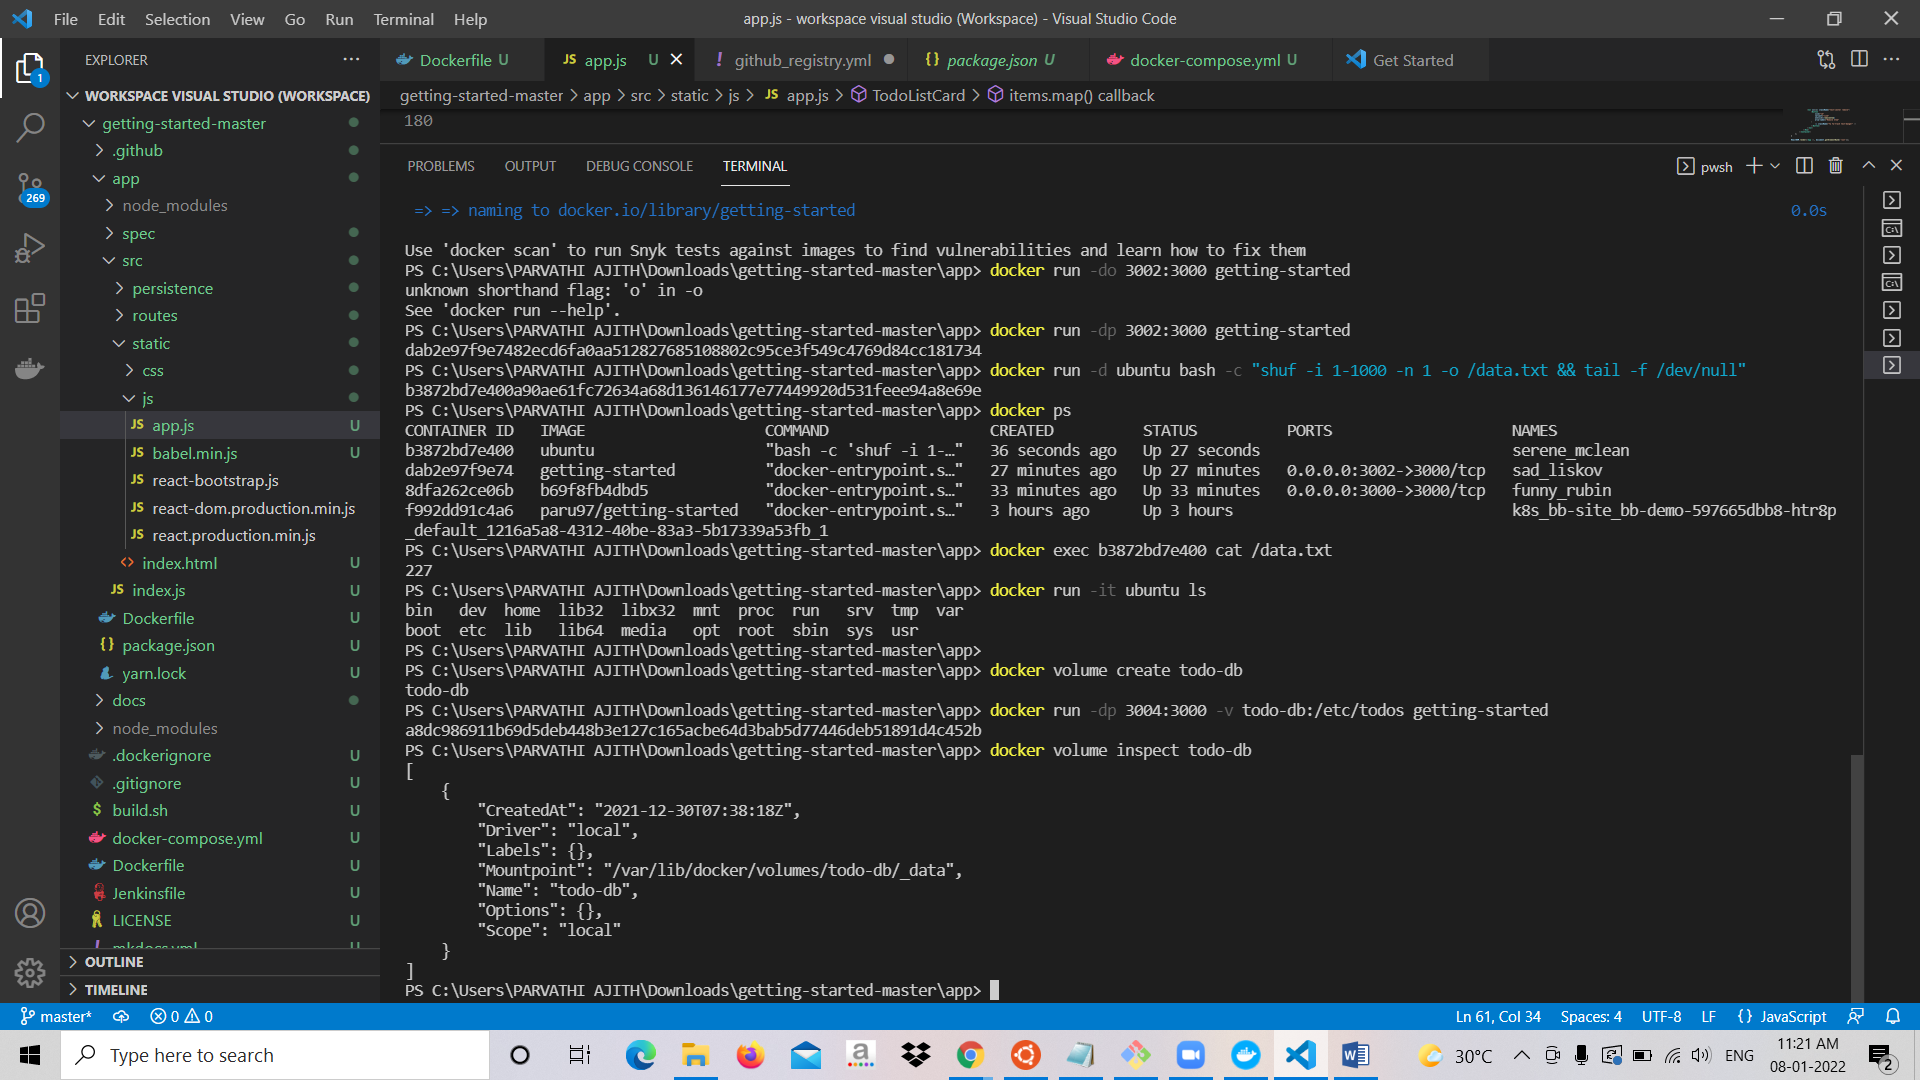 File Edit Selection View Go Run Terminal Help
app.js - workspace visual studio (Workspace) - Visual Studio Code
EXPLORER
Dockerfile U
JS app.js U
! github_registry.yml
{} package.json U
docker-compose.yml U
Get Started
WORKSPACE VISUAL STUDIO (WORKSPACE)
getting-started-master > app > src > static > js > JS app.js > TodoListCard > items.map() callback
180
1
269
getting-started-master
.github
app
node_modules
spec
src
persistence
routes
static
css
js
JS app.js U
JS babel.min.js U
JS react-bootstrap.js
JS react-dom.production.min.js
JS react.production.min.js
<> index.html U
JS index.js U
Dockerfile U
{} package.json U
yarn.lock U
docs
node_modules
.dockerignore U
.gitignore U
$ build.sh U
docker-compose.yml U
Dockerfile U
Jenkinsfile U
LICENSE U
! mkdocs.yml U
OUTLINE
TIMELINE
PROBLEMS OUTPUT DEBUG CONSOLE TERMINAL
pwsh
=> => naming to docker.io/library/getting-started 0.0s
Use 'docker scan' to run Snyk tests against images to find vulnerabilities and learn how to fix them
PS C:\Users\PARVATHI AJITH\Downloads\getting-started-master\app> docker run -do 3002:3000 getting-started
unknown shorthand flag: 'o' in -o
See 'docker run --help'.
PS C:\Users\PARVATHI AJITH\Downloads\getting-started-master\app> docker run -dp 3002:3000 getting-started
dab2e97f9e7482ecd6fa0aa512827685108802c95ce3f549c4769d84cc181734
PS C:\Users\PARVATHI AJITH\Downloads\getting-started-master\app> docker run -d ubuntu bash -c "shuf -i 1-1000 -n 1 -o /data.txt && tail -f /dev/null"
b3872bd7e400a90ae61fc72634a68d136146177e77449920d531feee94a8e69e
PS C:\Users\PARVATHI AJITH\Downloads\getting-started-master\app> docker ps
CONTAINER ID IMAGE COMMAND CREATED STATUS PORTS NAMES
b3872bd7e400 ubuntu "bash -c 'shuf -i 1-…" 36 seconds ago Up 27 seconds serene_mclean
dab2e97f9e74 getting-started "docker-entrypoint.s…" 27 minutes ago Up 27 minutes 0.0.0.0:3002->3000/tcp sad_liskov
8dfa262ce06b b69f8fb4dbd5 "docker-entrypoint.s…" 33 minutes ago Up 33 minutes 0.0.0.0:3000->3000/tcp funny_rubin
f992dd91c4a6 paru97/getting-started "docker-entrypoint.s…" 3 hours ago Up 3 hours k8s_bb-site_bb-demo-597665dbb8-htr8p
_default_1216a5a8-4312-40be-83a3-5b17339a53fb_1
PS C:\Users\PARVATHI AJITH\Downloads\getting-started-master\app> docker exec b3872bd7e400 cat /data.txt
227
PS C:\Users\PARVATHI AJITH\Downloads\getting-started-master\app> docker run -it ubuntu ls
bin dev home lib32 libx32 mnt proc run srv tmp var
boot etc lib lib64 media opt root sbin sys usr
PS C:\Users\PARVATHI AJITH\Downloads\getting-started-master\app>
PS C:\Users\PARVATHI AJITH\Downloads\getting-started-master\app> docker volume create todo-db
todo-db
PS C:\Users\PARVATHI AJITH\Downloads\getting-started-master\app> docker run -dp 3004:3000 -v todo-db:/etc/todos getting-started
a8dc986911b69d5deb448b3e127c165acbe64d3bab5d77446deb51891d4c452b
PS C:\Users\PARVATHI AJITH\Downloads\getting-started-master\app> docker volume inspect todo-db
[
{
"CreatedAt": "2021-12-30T07:38:18Z",
"Driver": "local",
"Labels": {},
"Mountpoint": "/var/lib/docker/volumes/todo-db/_data",
"Name": "todo-db",
"Options": {},
"Scope": "local"
}
]
PS C:\Users\PARVATHI AJITH\Downloads\getting-started-master\app>
master* 0 0
Ln 61, Col 34 Spaces: 4 UTF-8 LF {} JavaScript
Type here to search
30°C ENG
11:21 AM
08-01-2022
2